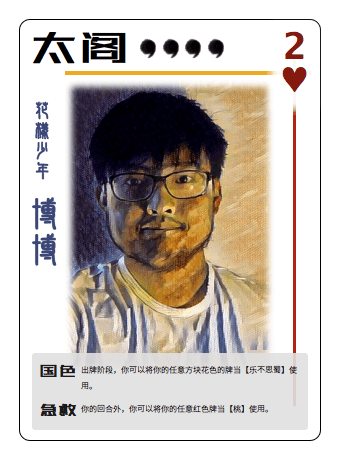 太阁
2
花样少年
博博
国色 出牌阶段，你可以将你的任意方块花色的牌当【乐不思蜀】使
用。
急救 你的回合外，你可以将你的任意红色牌当【桃】使用。